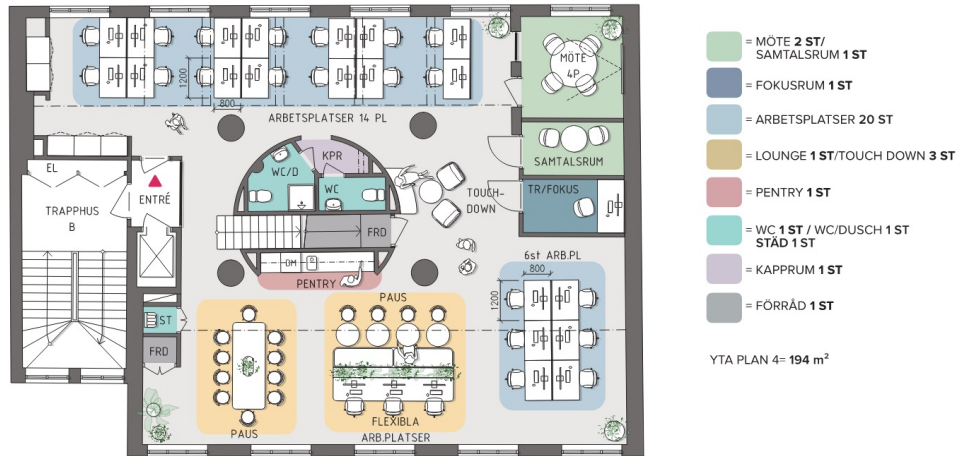 MÖTE
4P
1200
800
ARBETSPLATSER 14 PL
SAMTALSRUM
KPR
WC/D
WC
EL
ENTRÉ
TRAPPHUS
B
TR/FOKUS
TOUCH-
DOWN
FRD
DM
PENTRY
6st ARB.PL
800
1200
PAUS
ST
FRD
FLEXIBLA
ARB.PLATSER
PAUS
= MÖTE 2 ST/
SAMTALSRUM 1 ST
= FOKUSRUM 1 ST
= ARBETSPLATSER 20 ST
= LOUNGE 1 ST/TOUCH DOWN 3 ST
= PENTRY 1 ST
= WC 1 ST / WC/DUSCH 1 ST
STÄD 1 ST
= KAPPRUM 1 ST
= FÖRRÅD 1 ST
YTA PLAN 4= 194 m²